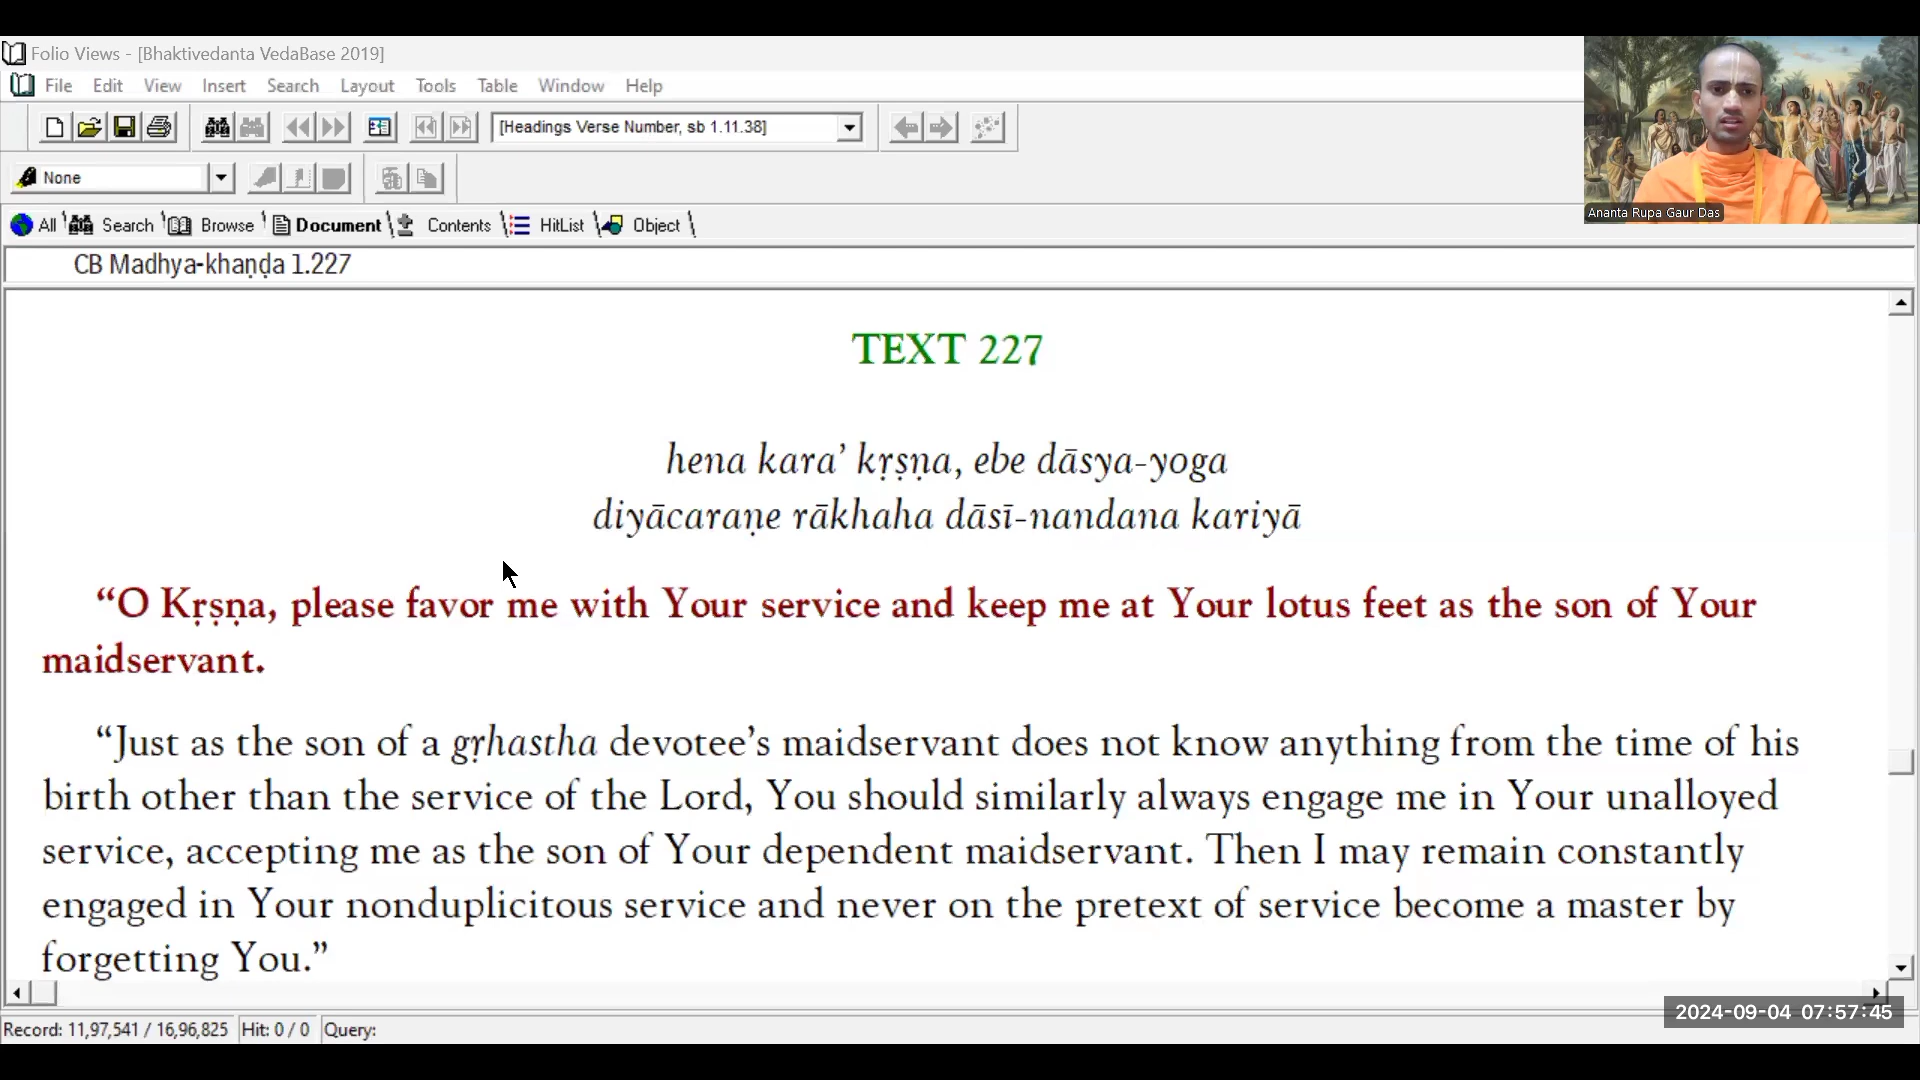 Folio Views - [Bhaktivedanta VedaBase 2019]
File Edit View Insert Search Layout Tools Table Window Help
[Headings Verse Number, sb 1.11.38]
None
All Search Browse Document Contents HitList Object
CB Madhya-khaṇḍa 1.227
TEXT 227
hena kara’ kṛṣṇa, ebe dāsya-yoga
diyācaraṇe rākhaha dāsī-nandana kariyā
“O Kṛṣṇa, please favor me with Your service and keep me at Your lotus feet as the son of Your
maidservant.
“Just as the son of a gṛhastha devotee’s maidservant does not know anything from the time of his
birth other than the service of the Lord, You should similarly always engage me in Your unalloyed
service, accepting me as the son of Your dependent maidservant. Then I may remain constantly
engaged in Your nonduplicitous service and never on the pretext of service become a master by
forgetting You.”
Record: 11,97,541 / 16,96,825 Hit: 0 / 0 Query:
Ananta Rupa Gaur Das
2024-09-04 07:57:45